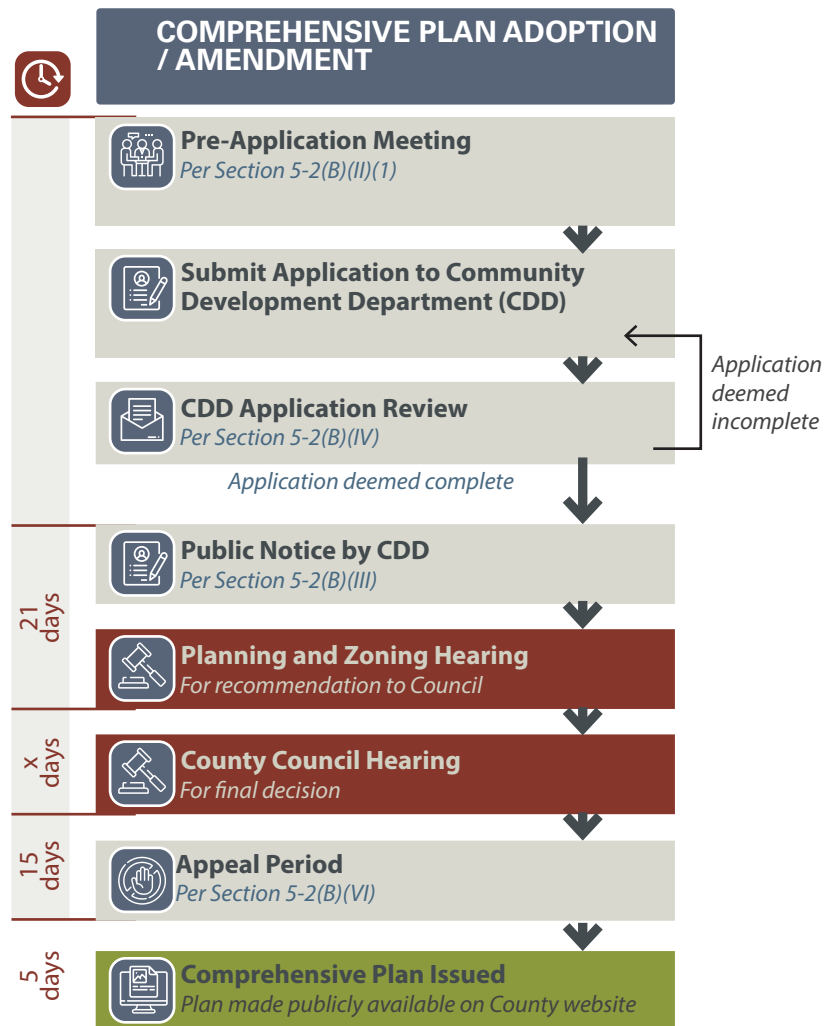 COMPREHENSIVE PLAN ADOPTION
/ AMENDMENT
Pre-Application Meeting
Per Section 5-2(B)(II)(1)
Submit Application to Community
Development Department (CDD)
Application
deemed
incomplete
CDD Application Review
Per Section 5-2(B)(IV)
Application deemed complete
21
days
Public Notice by CDD
Per Section 5-2(B)(III)
Planning and Zoning Hearing
For recommendation to Council
x
days
County Council Hearing
For final decision
15
days
Appeal Period
Per Section 5-2(B)(VI)
5
days
Comprehensive Plan Issued
Plan made publicly available on County website